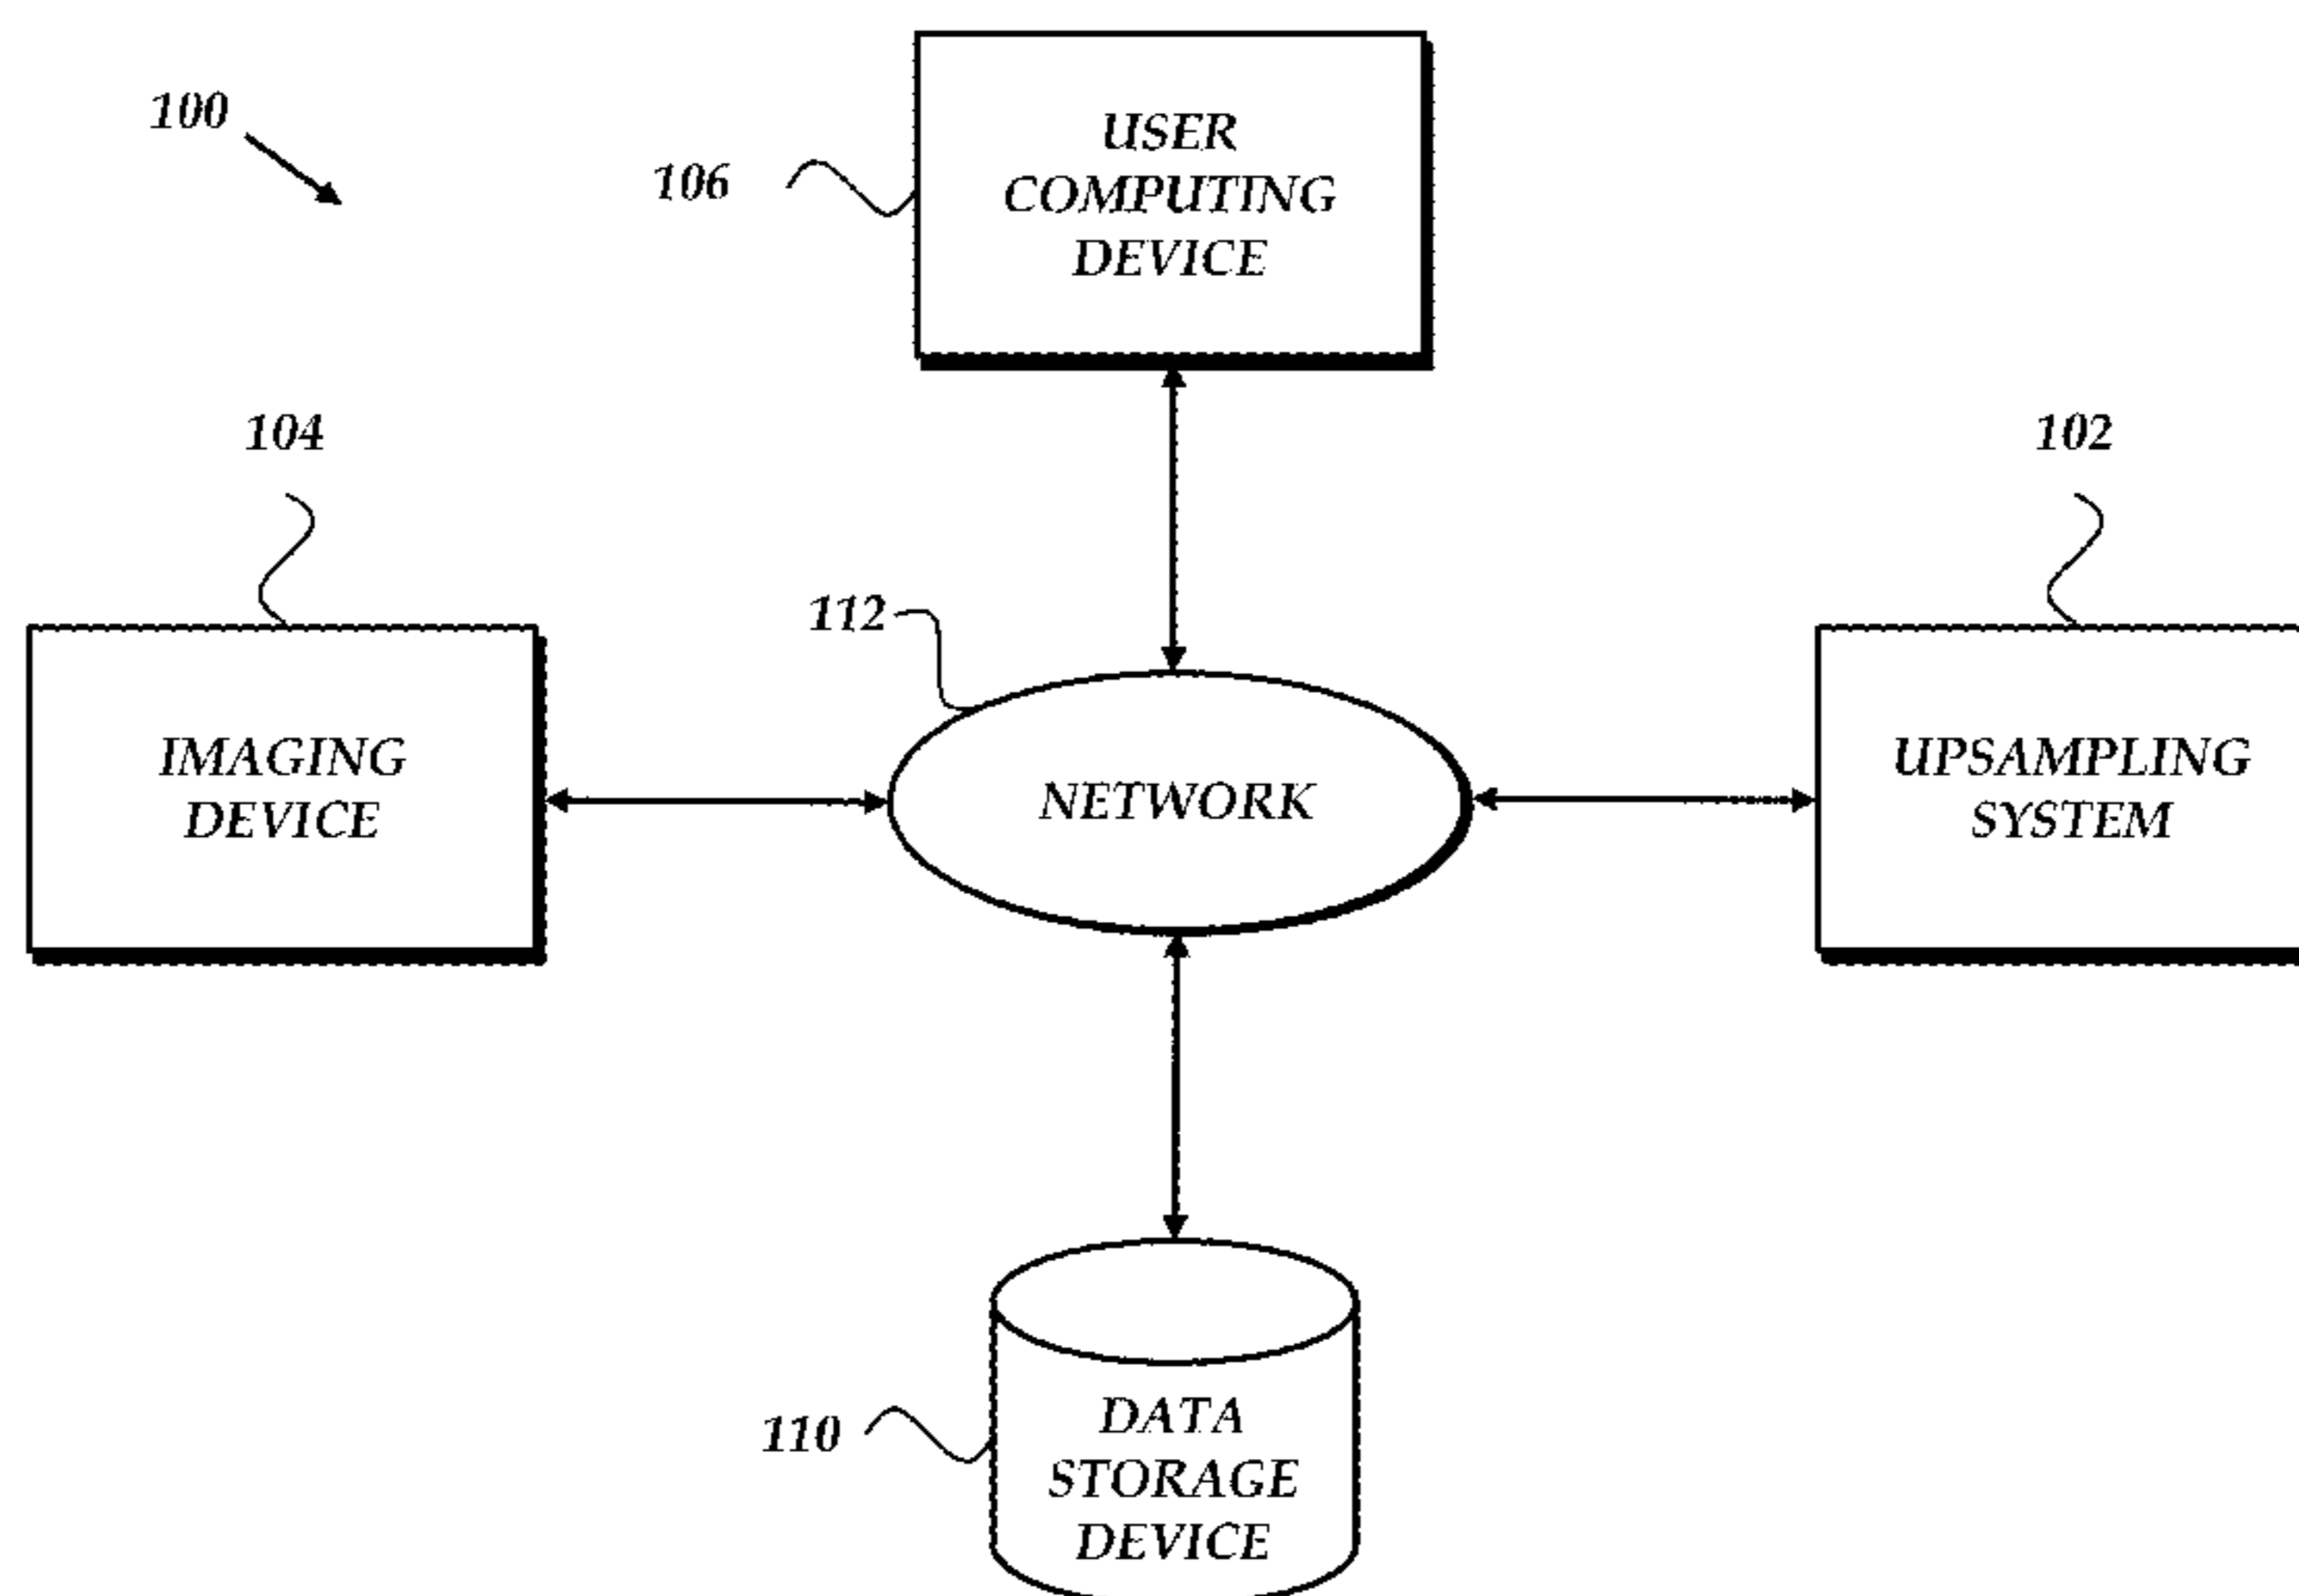 100
106
USER
COMPUTING
DEVICE
104
102
112
IMAGING
DEVICE
NETWORK
UPSAMPLING
SYSTEM
110
DATA
STORAGE
DEVICE